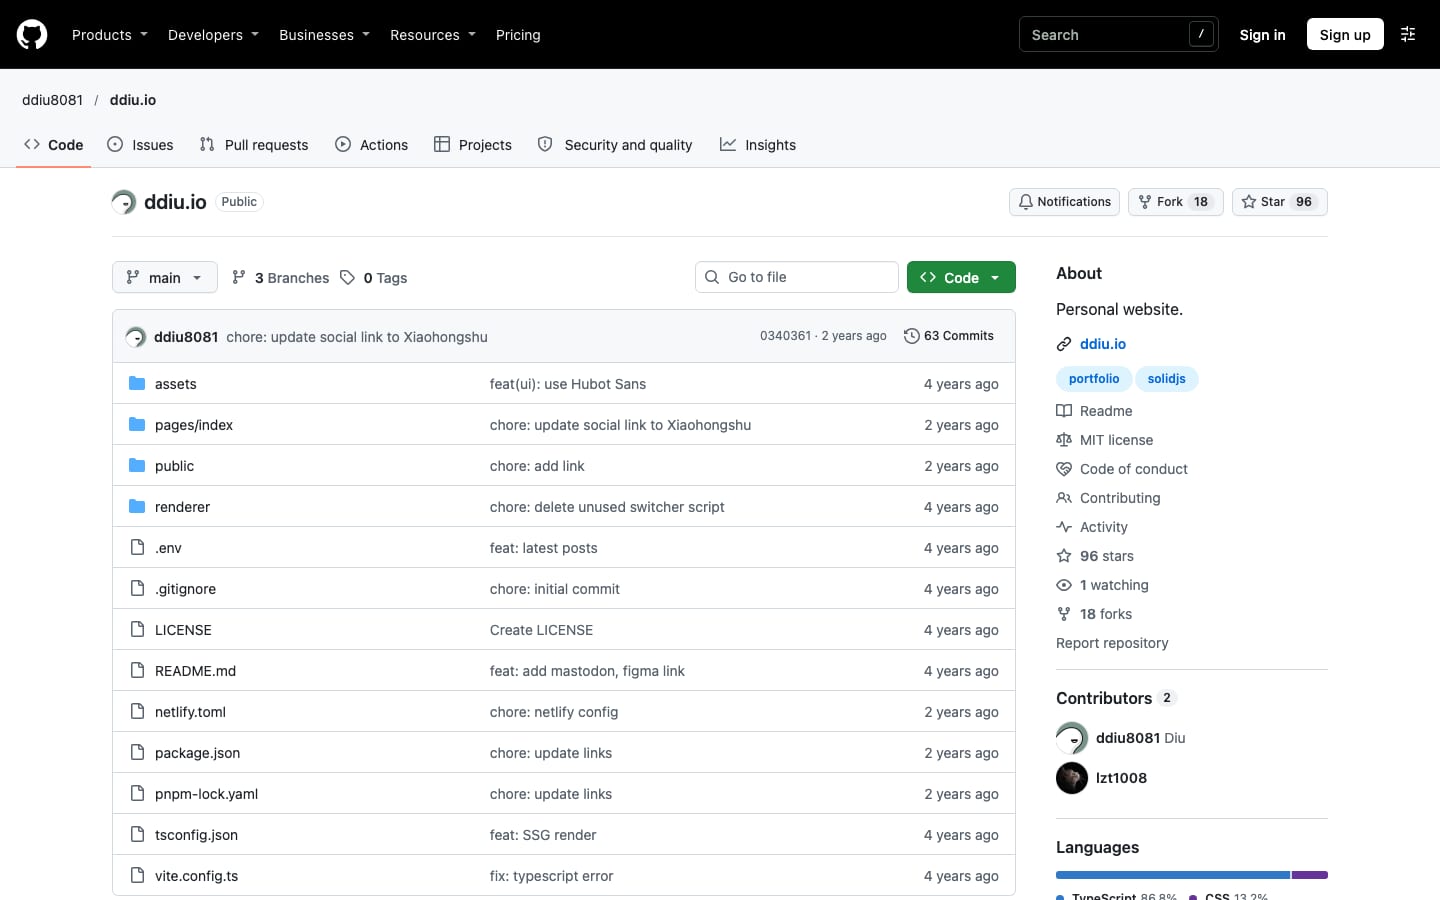 Products Developers Businesses Resources Pricing Search / Sign in Sign up
ddiu8081 / ddiu.io
Code Issues Pull requests Actions Projects Security and quality Insights
ddiu.io Public Notifications Fork 18 Star 96
main 3 Branches 0 Tags Go to file Code
ddiu8081 chore: update social link to Xiaohongshu 0340361 · 2 years ago 63 Commits
assets feat(ui): use Hubot Sans 4 years ago
pages/index chore: update social link to Xiaohongshu 2 years ago
public chore: add link 2 years ago
renderer chore: delete unused switcher script 4 years ago
.env feat: latest posts 4 years ago
.gitignore chore: initial commit 4 years ago
LICENSE Create LICENSE 4 years ago
README.md feat: add mastodon, figma link 4 years ago
netlify.toml chore: netlify config 2 years ago
package.json chore: update links 2 years ago
pnpm-lock.yaml chore: update links 2 years ago
tsconfig.json feat: SSG render 4 years ago
vite.config.ts fix: typescript error 4 years ago
About
Personal website.
ddiu.io
portfolio solidjs
Readme
MIT license
Code of conduct
Contributing
Activity
96 stars
1 watching
18 forks
Report repository
Contributors 2
ddiu8081 Diu
lzt1008
Languages
TypeScript 86.8% CSS 13.2%